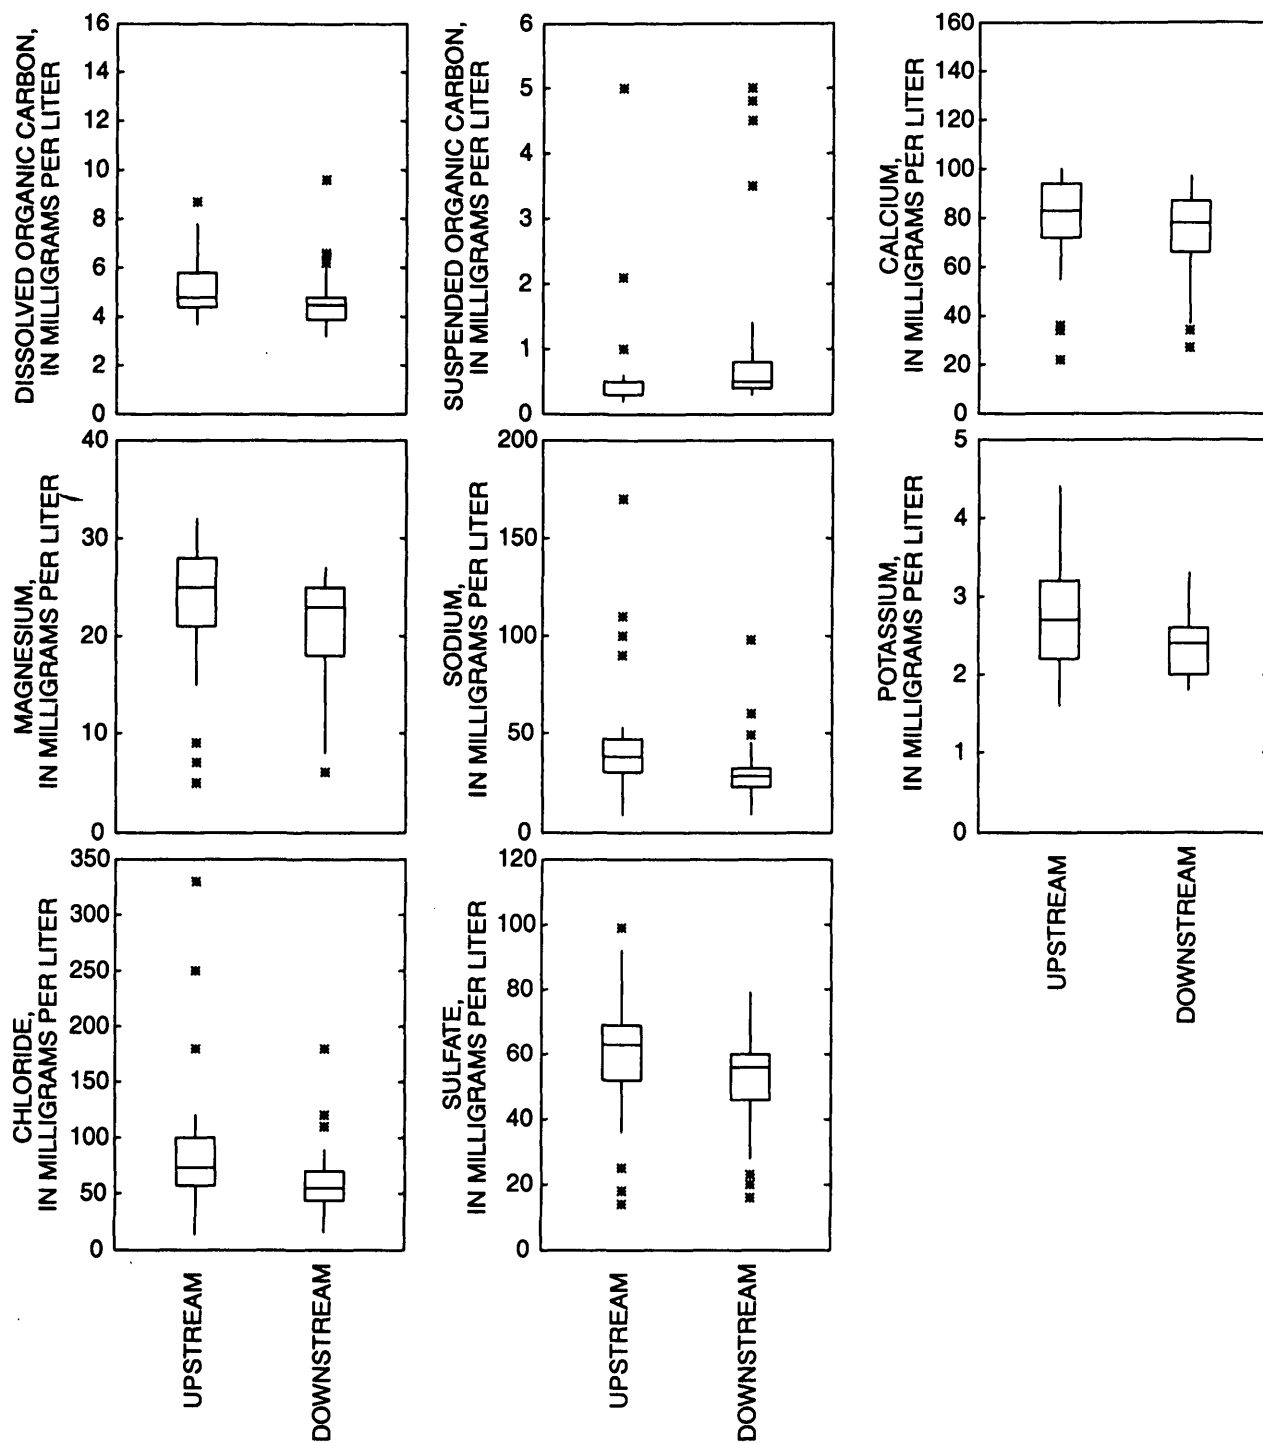 DISSOLVED ORGANIC CARBON,
IN MILLIGRAMS PER LITER
16
14
12
10
8
6
4
2
0
SUSPENDED ORGANIC CARBON,
IN MILLIGRAMS PER LITER
6
5
4
3
2
1
0
CALCIUM,
IN MILLIGRAMS PER LITER
160
140
120
100
80
60
40
20
0
MAGNESIUM,
IN MILLIGRAMS PER LITER
40
30
20
10
0
SODIUM,
IN MILLIGRAMS PER LITER
200
150
100
50
0
POTASSIUM,
IN MILLIGRAMS PER LITER
5
4
3
2
1
0
UPSTREAM
DOWNSTREAM
CHLORIDE,
IN MILLIGRAMS PER LITER
350
300
250
200
150
100
50
0
UPSTREAM
DOWNSTREAM
SULFATE,
IN MILLIGRAMS PER LITER
120
100
80
60
40
20
0
UPSTREAM
DOWNSTREAM